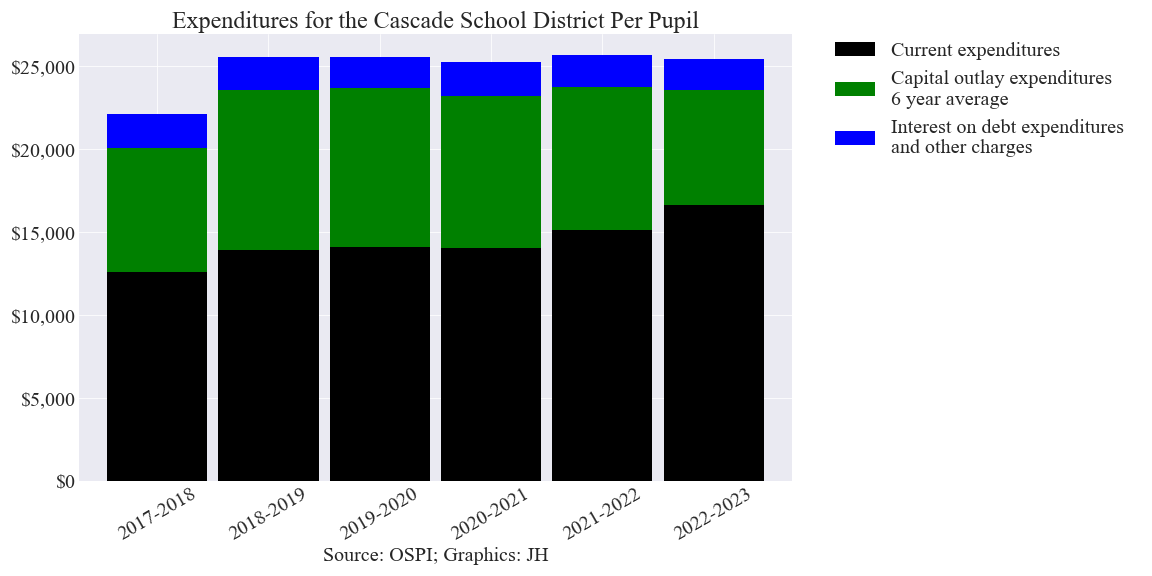 Expenditures for the Cascade School District Per Pupil
$25,000
$20,000
$15,000
$10,000
$5,000
$0
2017-2018
2018-2019
2019-2020
2020-2021
2021-2022
2022-2023
Source: OSPI; Graphics: JH
Current expenditures
Capital outlay expenditures
6 year average
Interest on debt expenditures
and other charges